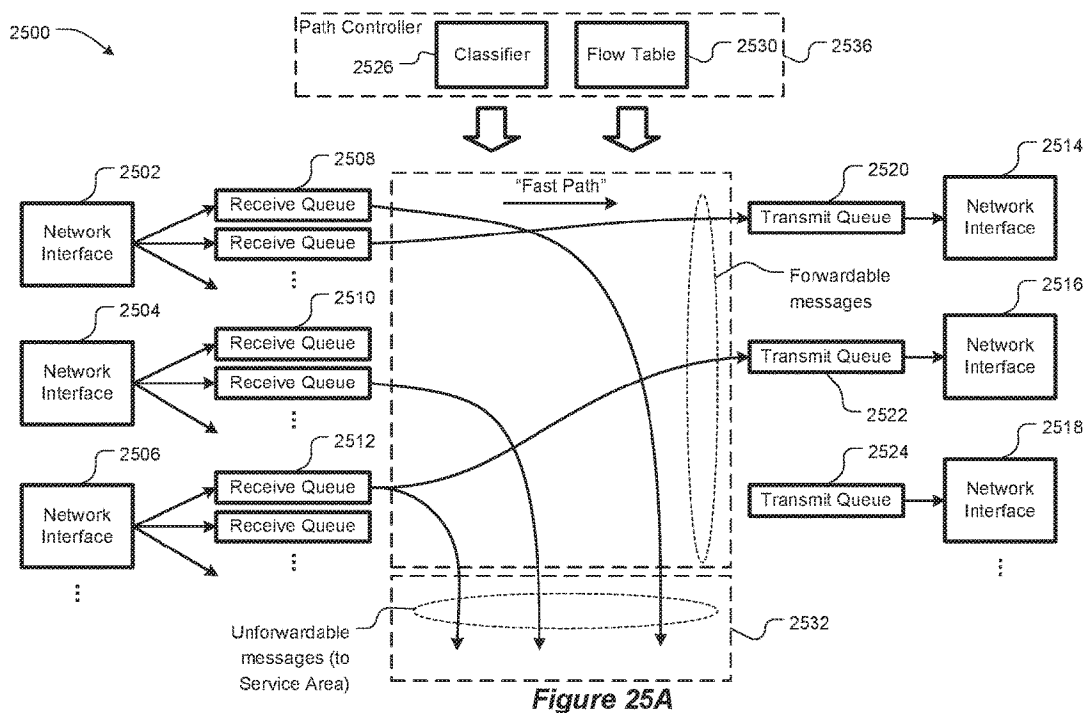 2500
Path Controller
2526
Classifier
Flow Table
2530
2536
2502
Network
Interface
2508
Receive Queue
Receive Queue
⋮
"Fast Path"
2520
Transmit Queue
2514
Network
Interface
Forwardable
messages
2504
Network
Interface
2510
Receive Queue
Receive Queue
⋮
Transmit Queue
2522
2516
Network
Interface
2506
Network
Interface
⋮
2512
Receive Queue
Receive Queue
⋮
2524
Transmit Queue
2518
Network
Interface
⋮
Unforwardable
messages (to
Service Area)
2532
Figure 25A